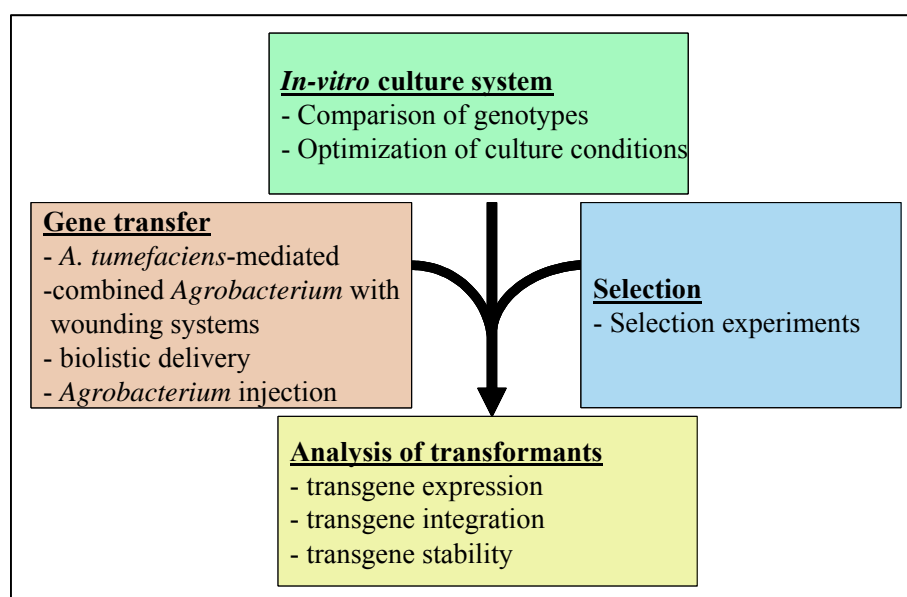 In-vitro culture system
- Comparison of genotypes
- Optimization of culture conditions
Gene transfer
- A. tumefaciens-mediated
-combined Agrobacterium with
wounding systems
- biolistic delivery
- Agrobacterium injection
Selection
- Selection experiments
Analysis of transformants
- transgene expression
- transgene integration
- transgene stability